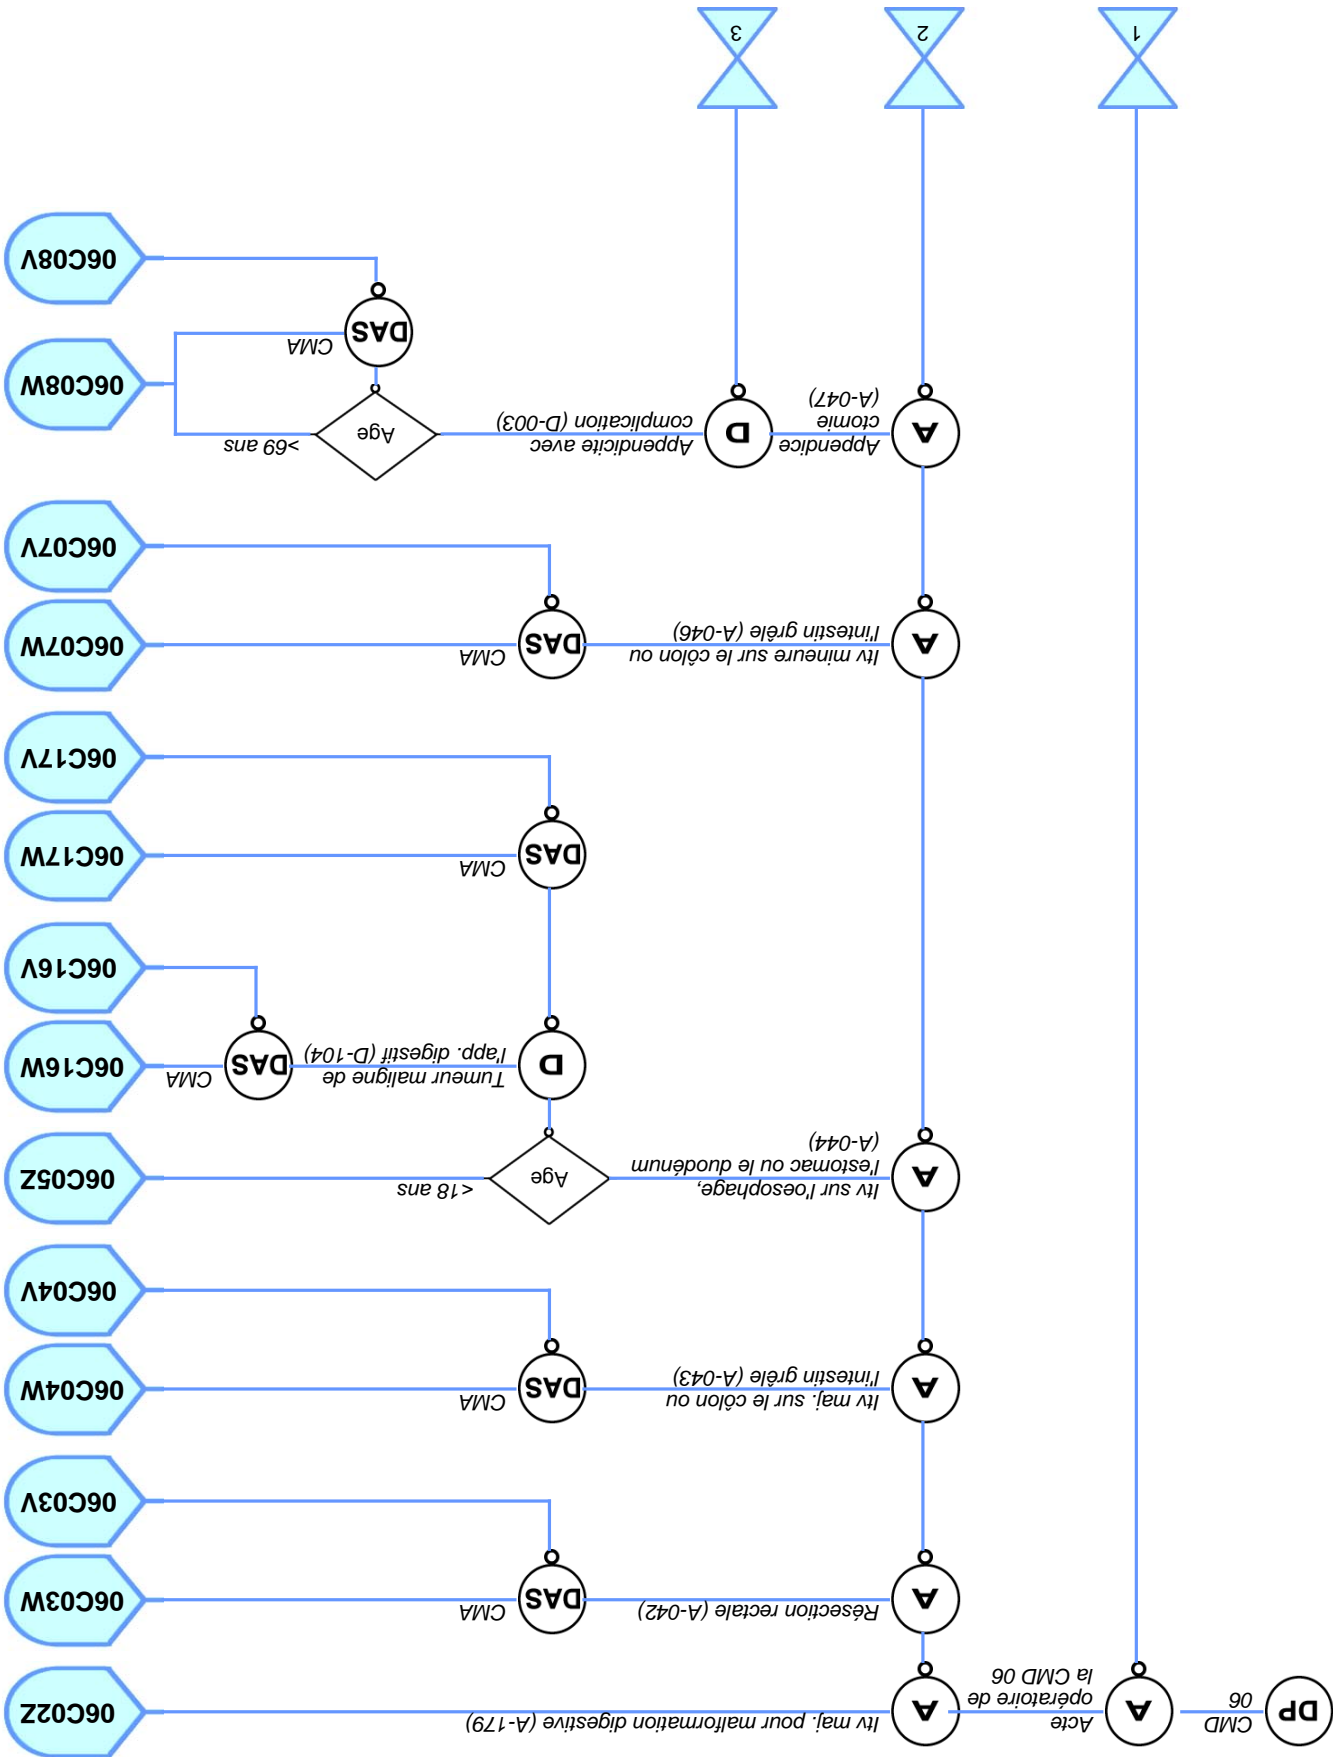 DP
CMD
06
A
Acte
opératoire de
la CMD 06
A
Itv maj. pour malformation digestive (A-179)
06C02Z
A
Résection rectale (A-042)
DAS
CMA
06C03W
06C03V
A
Itv maj. sur le côlon ou
l'intestin grêle (A-043)
DAS
CMA
06C04W
06C04V
A
Itv sur l'oesophage,
l'estomac ou le duodénum
(A-044)
Age
<18 ans
06C05Z
D
Tumeur maligne de
l'app. digestif (D-104)
DAS
CMA
06C16W
06C16V
DAS
CMA
06C17W
06C17V
A
Itv mineure sur le côlon ou
l'intestin grêle (A-046)
DAS
CMA
06C07W
06C07V
A
Appendice
ctomie
(A-047)
D
Appendicite avec
complication (D-003)
Age
>69 ans
06C08W
DAS
CMA
06C08V
1
2
3